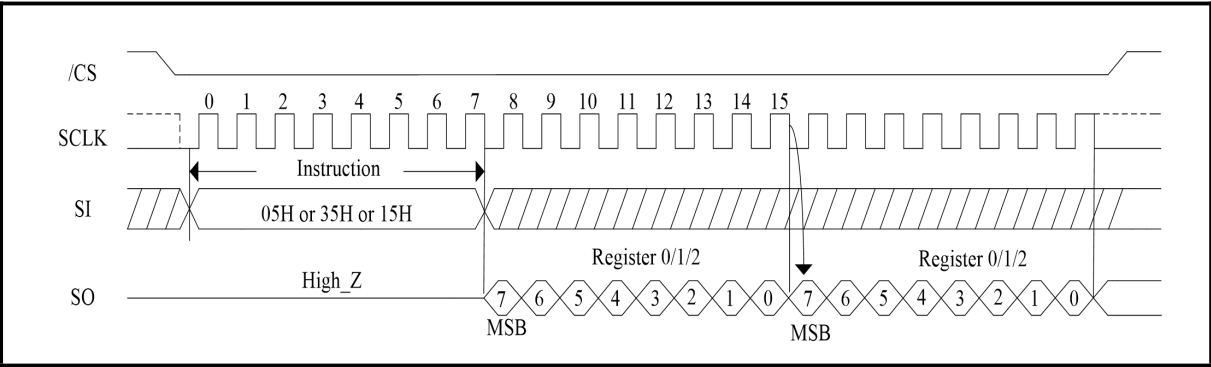 /CS
0 1 2 3 4 5 6 7 8 9 10 11 12 13 14 15
SCLK
Instruction
SI
05H or 35H or 15H
Register 0/1/2
Register 0/1/2
High_Z
SO
7 6 5 4 3 2 1 0 7 6 5 4 3 2 1 0
MSB
MSB